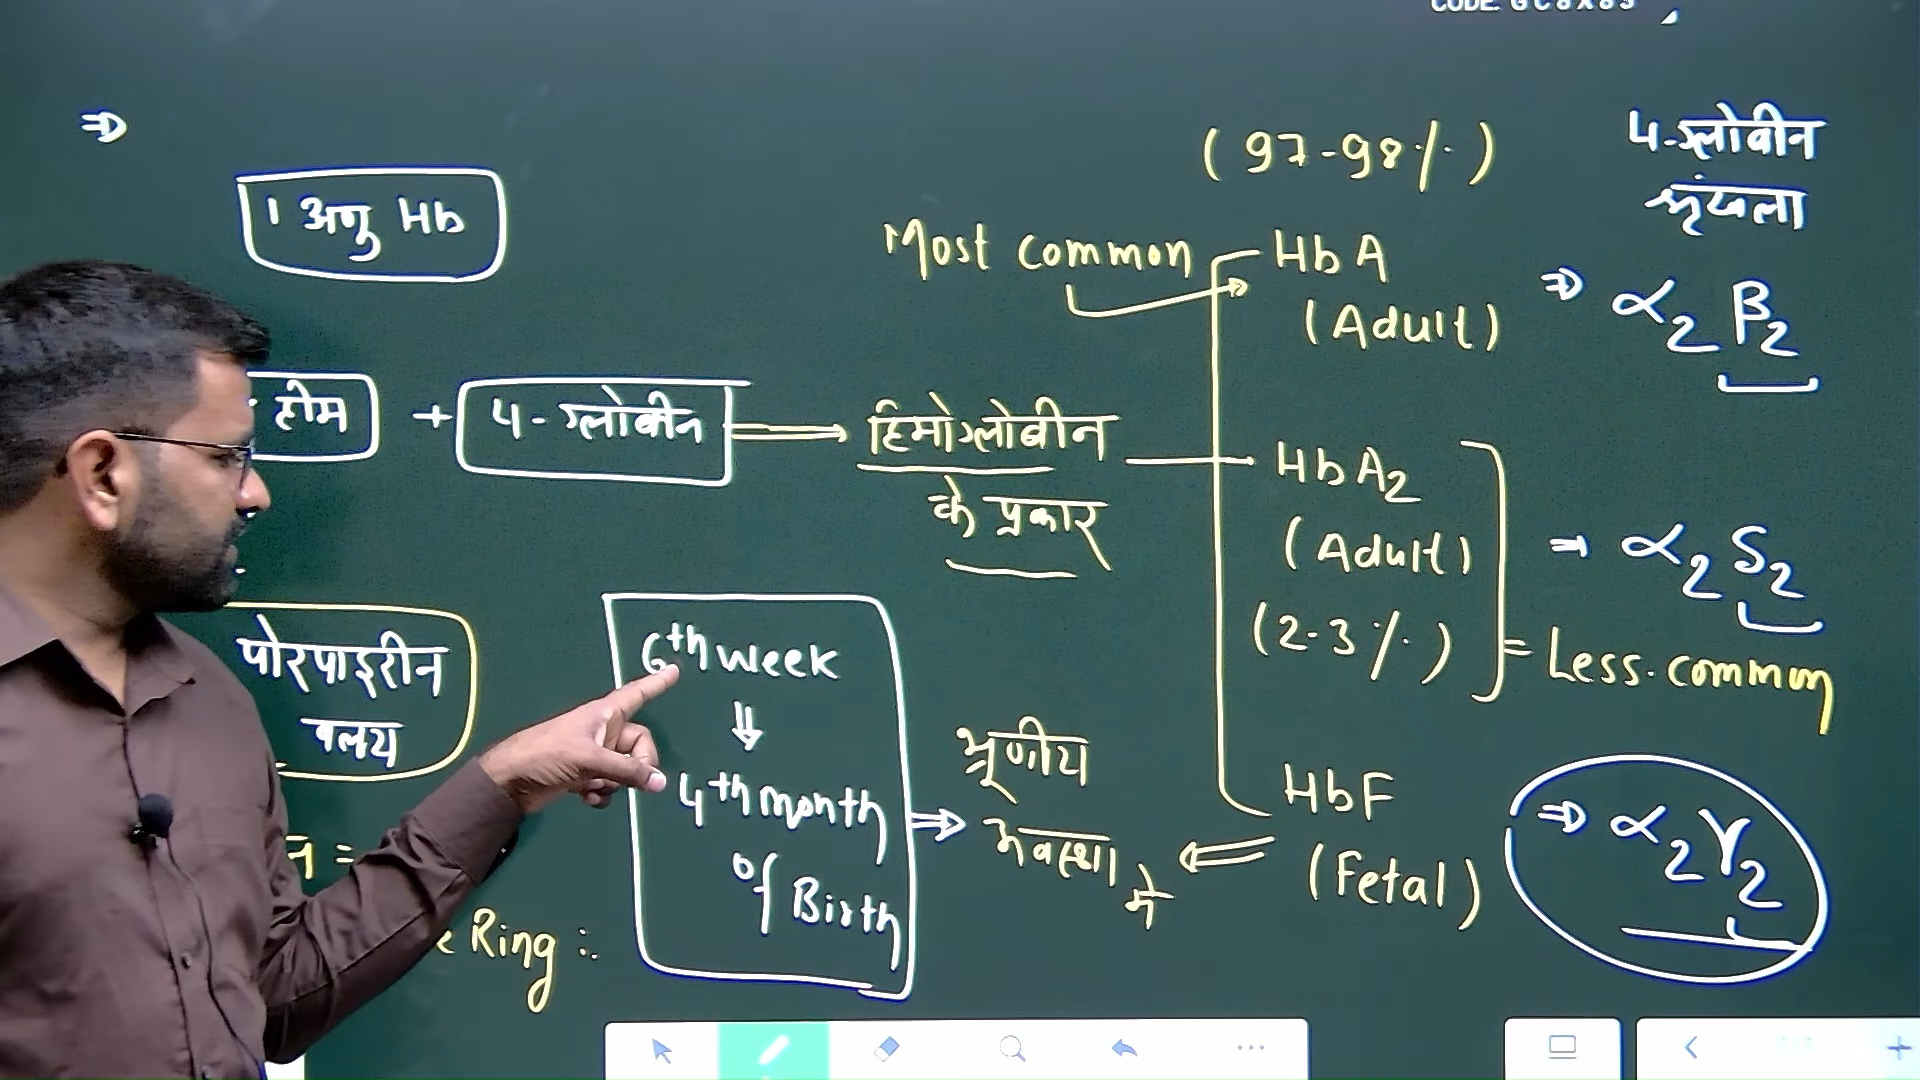 ⇒
1 अणु Hb
हीम
+ 4-ग्लोबीन
पोरपाइरीन
वलय
Ring :-
6th week
⇓
4th month
of Birth
हिमोग्लोबीन
के प्रकार
भ्रूणीय
अवस्था में
(97-98%)
Most common
HbA
(Adult)
HbA2
(Adult)
(2-3%)
= Less. common
HbF
(Fetal)
4-ग्लोबीन
श्रृंखला
⇒ α2 β2
⇒ α2 δ2
⇒ α2 γ2